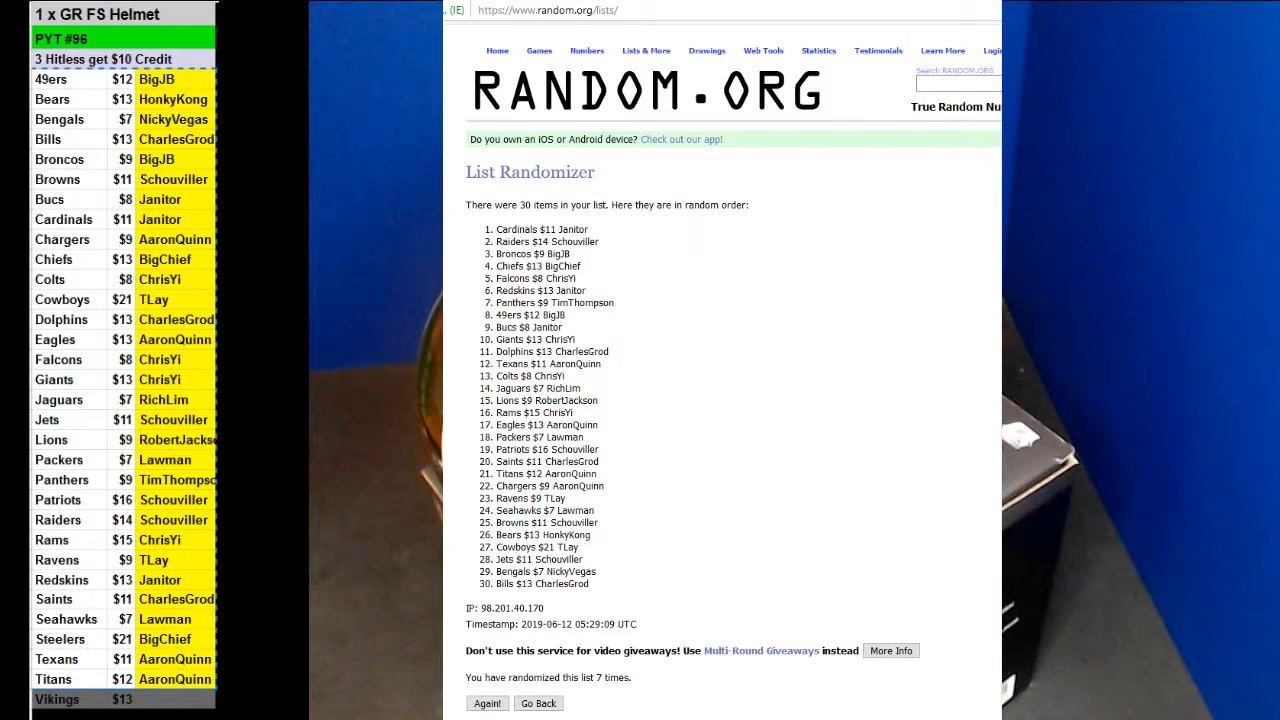 1 x GR FS Helmet
PYT #96
3 Hitless get $10 Credit
49ers $12 BigJB
Bears $13 HonkyKong
Bengals $7 NickyVegas
Bills $13 CharlesGrod
Broncos $9 BigJB
Browns $11 Schouviller
Bucs $8 Janitor
Cardinals $11 Janitor
Chargers $9 AaronQuinn
Chiefs $13 BigChief
Colts $8 ChrisYi
Cowboys $21 TLay
Dolphins $13 CharlesGrod
Eagles $13 AaronQuinn
Falcons $8 ChrisYi
Giants $13 ChrisYi
Jaguars $7 RichLim
Jets $11 Schouviller
Lions $9 RobertJackso
Packers $7 Lawman
Panthers $9 TimThompso
Patriots $16 Schouviller
Raiders $14 Schouviller
Rams $15 ChrisYi
Ravens $9 TLay
Redskins $13 Janitor
Saints $11 CharlesGrod
Seahawks $7 Lawman
Steelers $21 BigChief
Texans $11 AaronQuinn
Titans $12 AaronQuinn
Vikings $13
(IE) https://www.random.org/lists/
Home Games Numbers Lists & More Drawings Web Tools Statistics Testimonials Learn More Login
Search RANDOM.ORG
RANDOM.ORG
True Random Nu
Do you own an iOS or Android device? Check out our app!
List Randomizer
There were 30 items in your list. Here they are in random order:
1. Cardinals $11 Janitor
2. Raiders $14 Schouviller
3. Broncos $9 BigJB
4. Chiefs $13 BigChief
5. Falcons $8 ChrisYi
6. Redskins $13 Janitor
7. Panthers $9 TimThompson
8. 49ers $12 BigJB
9. Bucs $8 Janitor
10. Giants $13 ChrisYi
11. Dolphins $13 CharlesGrod
12. Texans $11 AaronQuinn
13. Colts $8 ChrisYi
14. Jaguars $7 RichLim
15. Lions $9 RobertJackson
16. Rams $15 ChrisYi
17. Eagles $13 AaronQuinn
18. Packers $7 Lawman
19. Patriots $16 Schouviller
20. Saints $11 CharlesGrod
21. Titans $12 AaronQuinn
22. Chargers $9 AaronQuinn
23. Ravens $9 TLay
24. Seahawks $7 Lawman
25. Browns $11 Schouviller
26. Bears $13 HonkyKong
27. Cowboys $21 TLay
28. Jets $11 Schouviller
29. Bengals $7 NickyVegas
30. Bills $13 CharlesGrod
IP: 98.201.40.170
Timestamp: 2019-06-12 05:29:09 UTC
Don't use this service for video giveaways! Use Multi-Round Giveaways instead More Info
You have randomized this list 7 times.
Again! Go Back